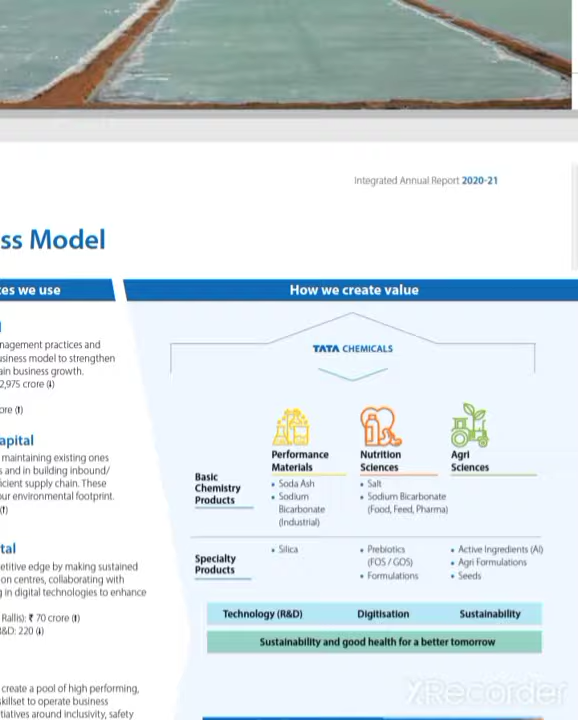 Integrated Annual Report 2020-21
ss Model
ces we use
How we create value
nagement practices and
usiness model to strengthen
ain business growth.
2,975 crore (i)
ore (f)
apital
maintaining existing ones
s and in building inbound/
icient supply chain. These
our environmental footprint.
(f)
tal
petitive edge by making sustained
on centres, collaborating with
g in digital technologies to enhance
Rallis): ₹ 70 crore (f)
R&D: 220 (i)
create a pool of high performing,
skillset to operate business
tiatives around inclusivity, safety
TATA CHEMICALS
Performance
Materials
Nutrition
Sciences
Agri
Sciences
Basic
Chemistry
Products
• Soda Ash
• Sodium
Bicarbonate
(Industrial)
• Salt
• Sodium Bicarbonate
(Food, Feed, Pharma)
Specialty
Products
• Silica
• Prebiotics
(FOS / GOS)
• Formulations
• Active Ingredients (AI)
• Agri Formulations
• Seeds
Technology (R&D)
Digitisation
Sustainability
Sustainability and good health for a better tomorrow
XRecorder